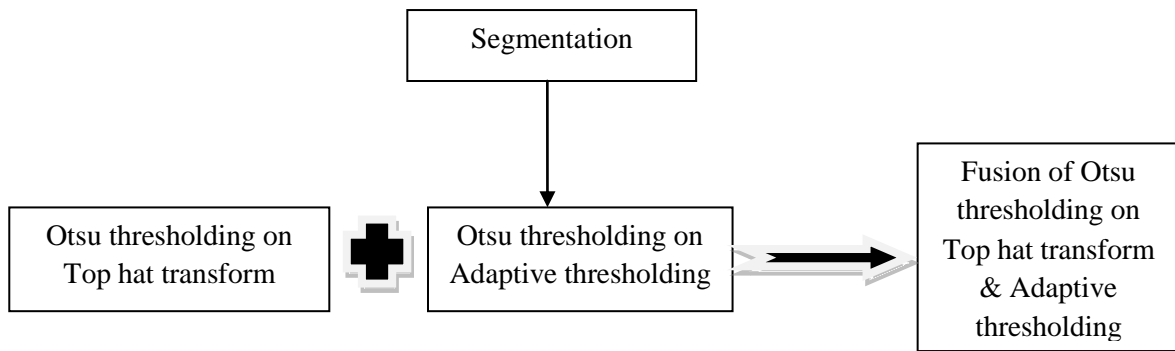 Segmentation
Otsu thresholding on
Top hat transform
Otsu thresholding on
Adaptive thresholding
Fusion of Otsu
thresholding on
Top hat transform
& Adaptive
thresholding